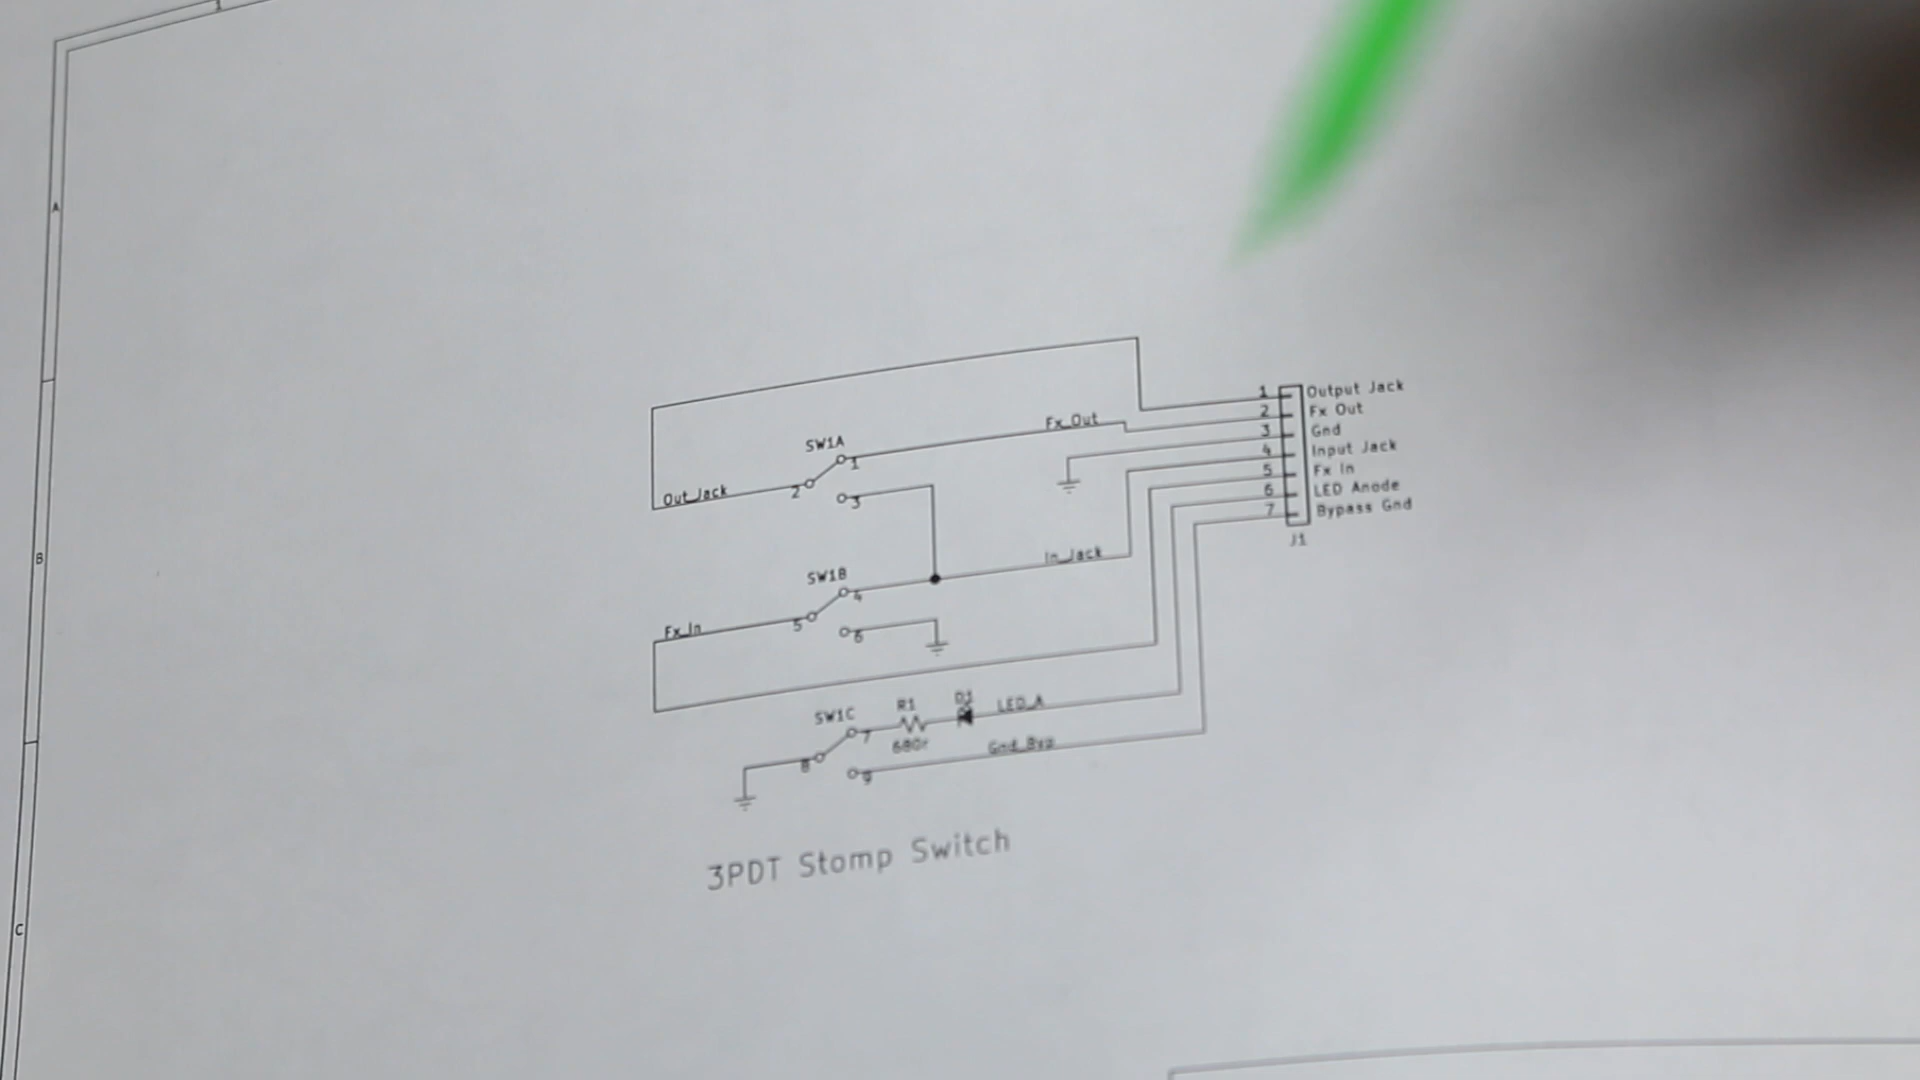 1
A
B
C
1 Output Jack
2 Fx Out
3 Gnd
4 Input Jack
5 Fx In
6 LED Anode
7 Bypass Gnd
J1
Fx_Out
SW1A
1
2
3
Out_Jack
In_Jack
SW1B
4
5
6
Fx_In
SW1C
R1
D1
LED_A
7
680r
8
9
Gnd_Byp
3PDT Stomp Switch